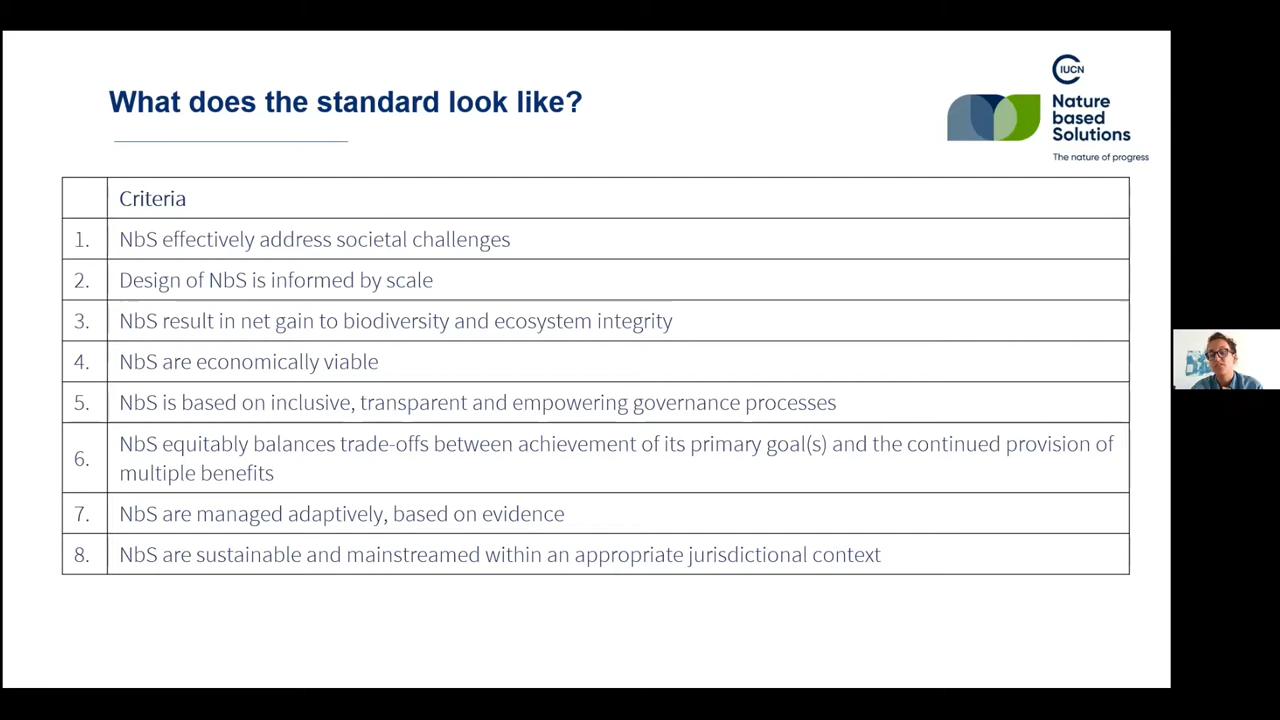 What does the standard look like?
IUCN
Nature
based
Solutions
The nature of progress
Criteria
1. NbS effectively address societal challenges
2. Design of NbS is informed by scale
3. NbS result in net gain to biodiversity and ecosystem integrity
4. NbS are economically viable
5. NbS is based on inclusive, transparent and empowering governance processes
6. NbS equitably balances trade-offs between achievement of its primary goal(s) and the continued provision of
multiple benefits
7. NbS are managed adaptively, based on evidence
8. NbS are sustainable and mainstreamed within an appropriate jurisdictional context